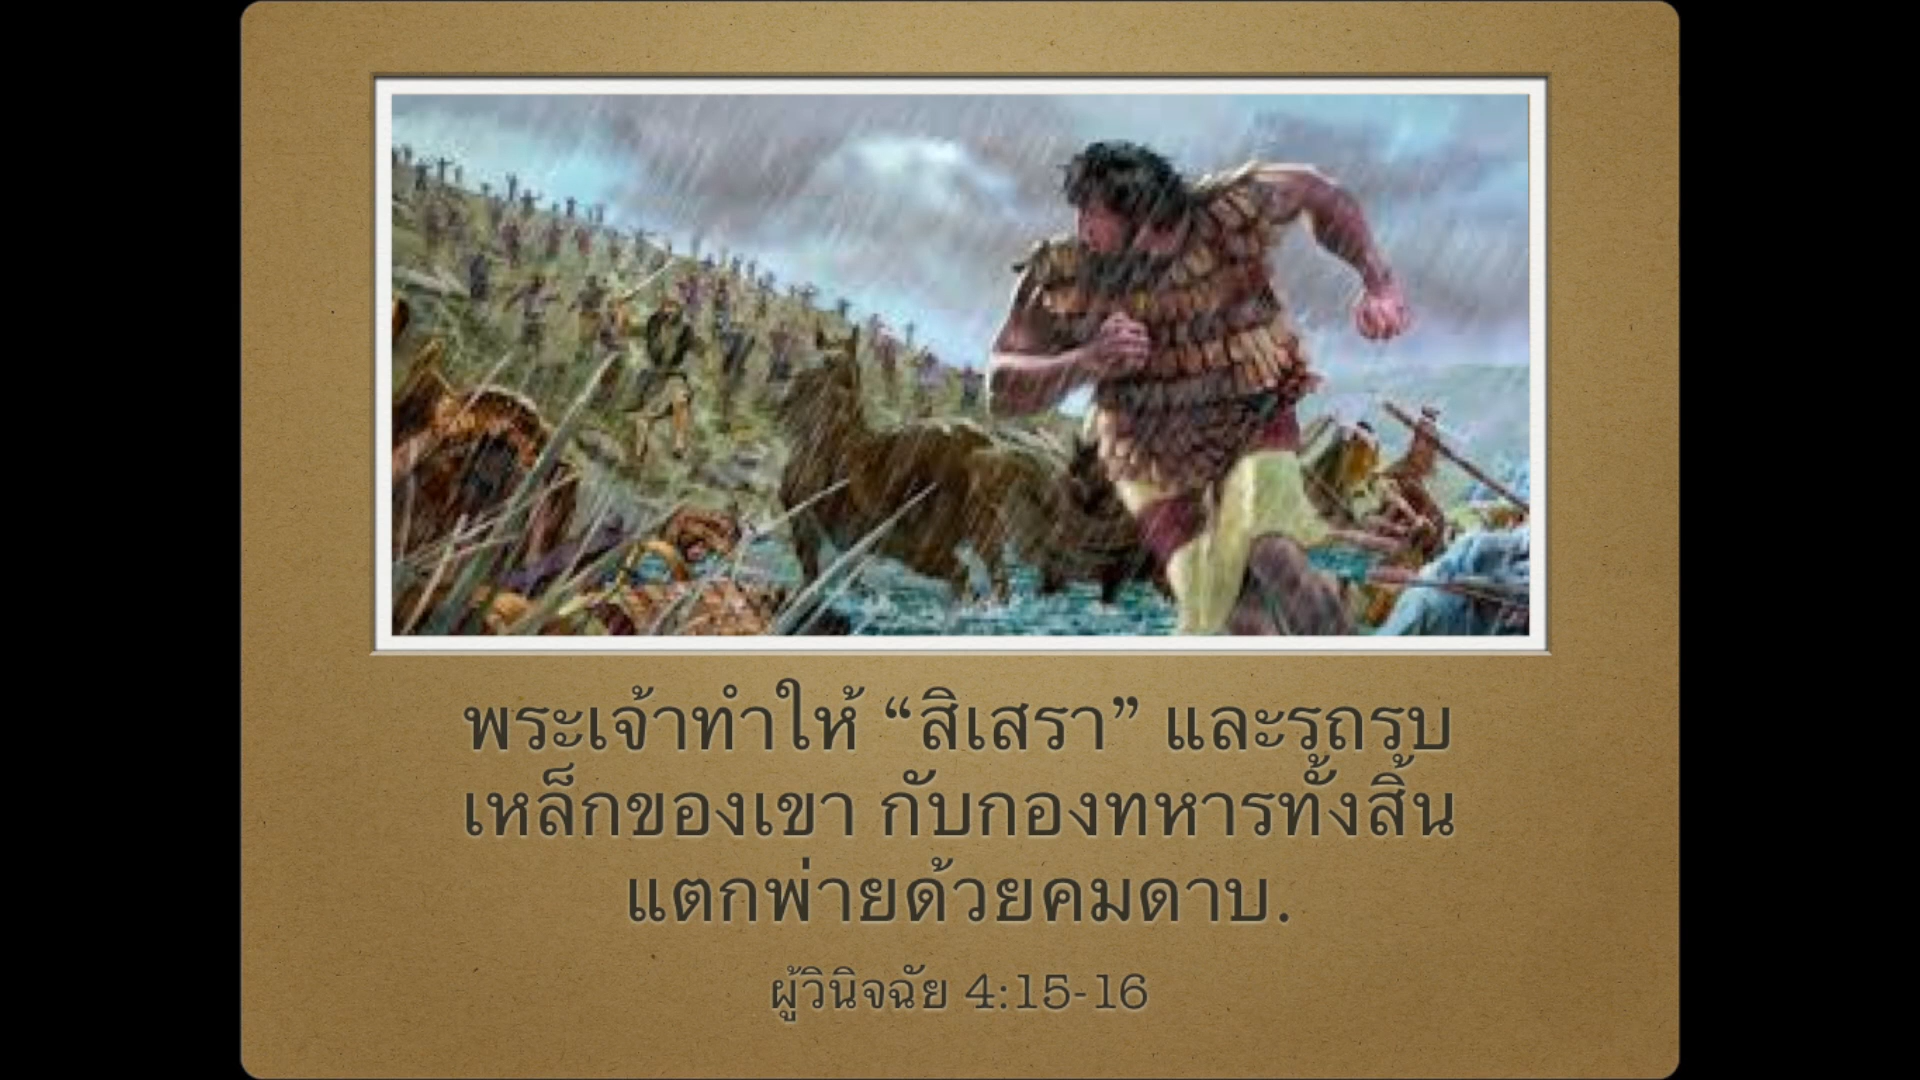 พระเจ้าทำให้ “สิเสรา” และรถรบ
เหล็กของเขา กับกองทหารทั้งสิ้น
แตกพ่ายด้วยคมดาบ.
ผู้วินิจฉัย 4:15-16